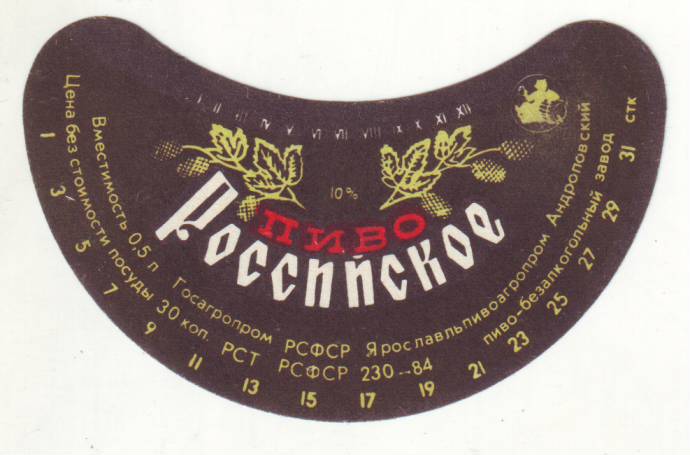 I II III IV V VI VII VIII IX X XI XII
10%
ПИВО
Российское
Вместимость 0,5 л Госагропром РСФСР Ярославльпивоагропром Андроповский
Цена без стоимости посуды 30 коп. РСТ РСФСР 230-84 пиво-безалкогольный завод
1 3 5 7 9 11 13 15 17 19 21 23 25 27 29 31 стк